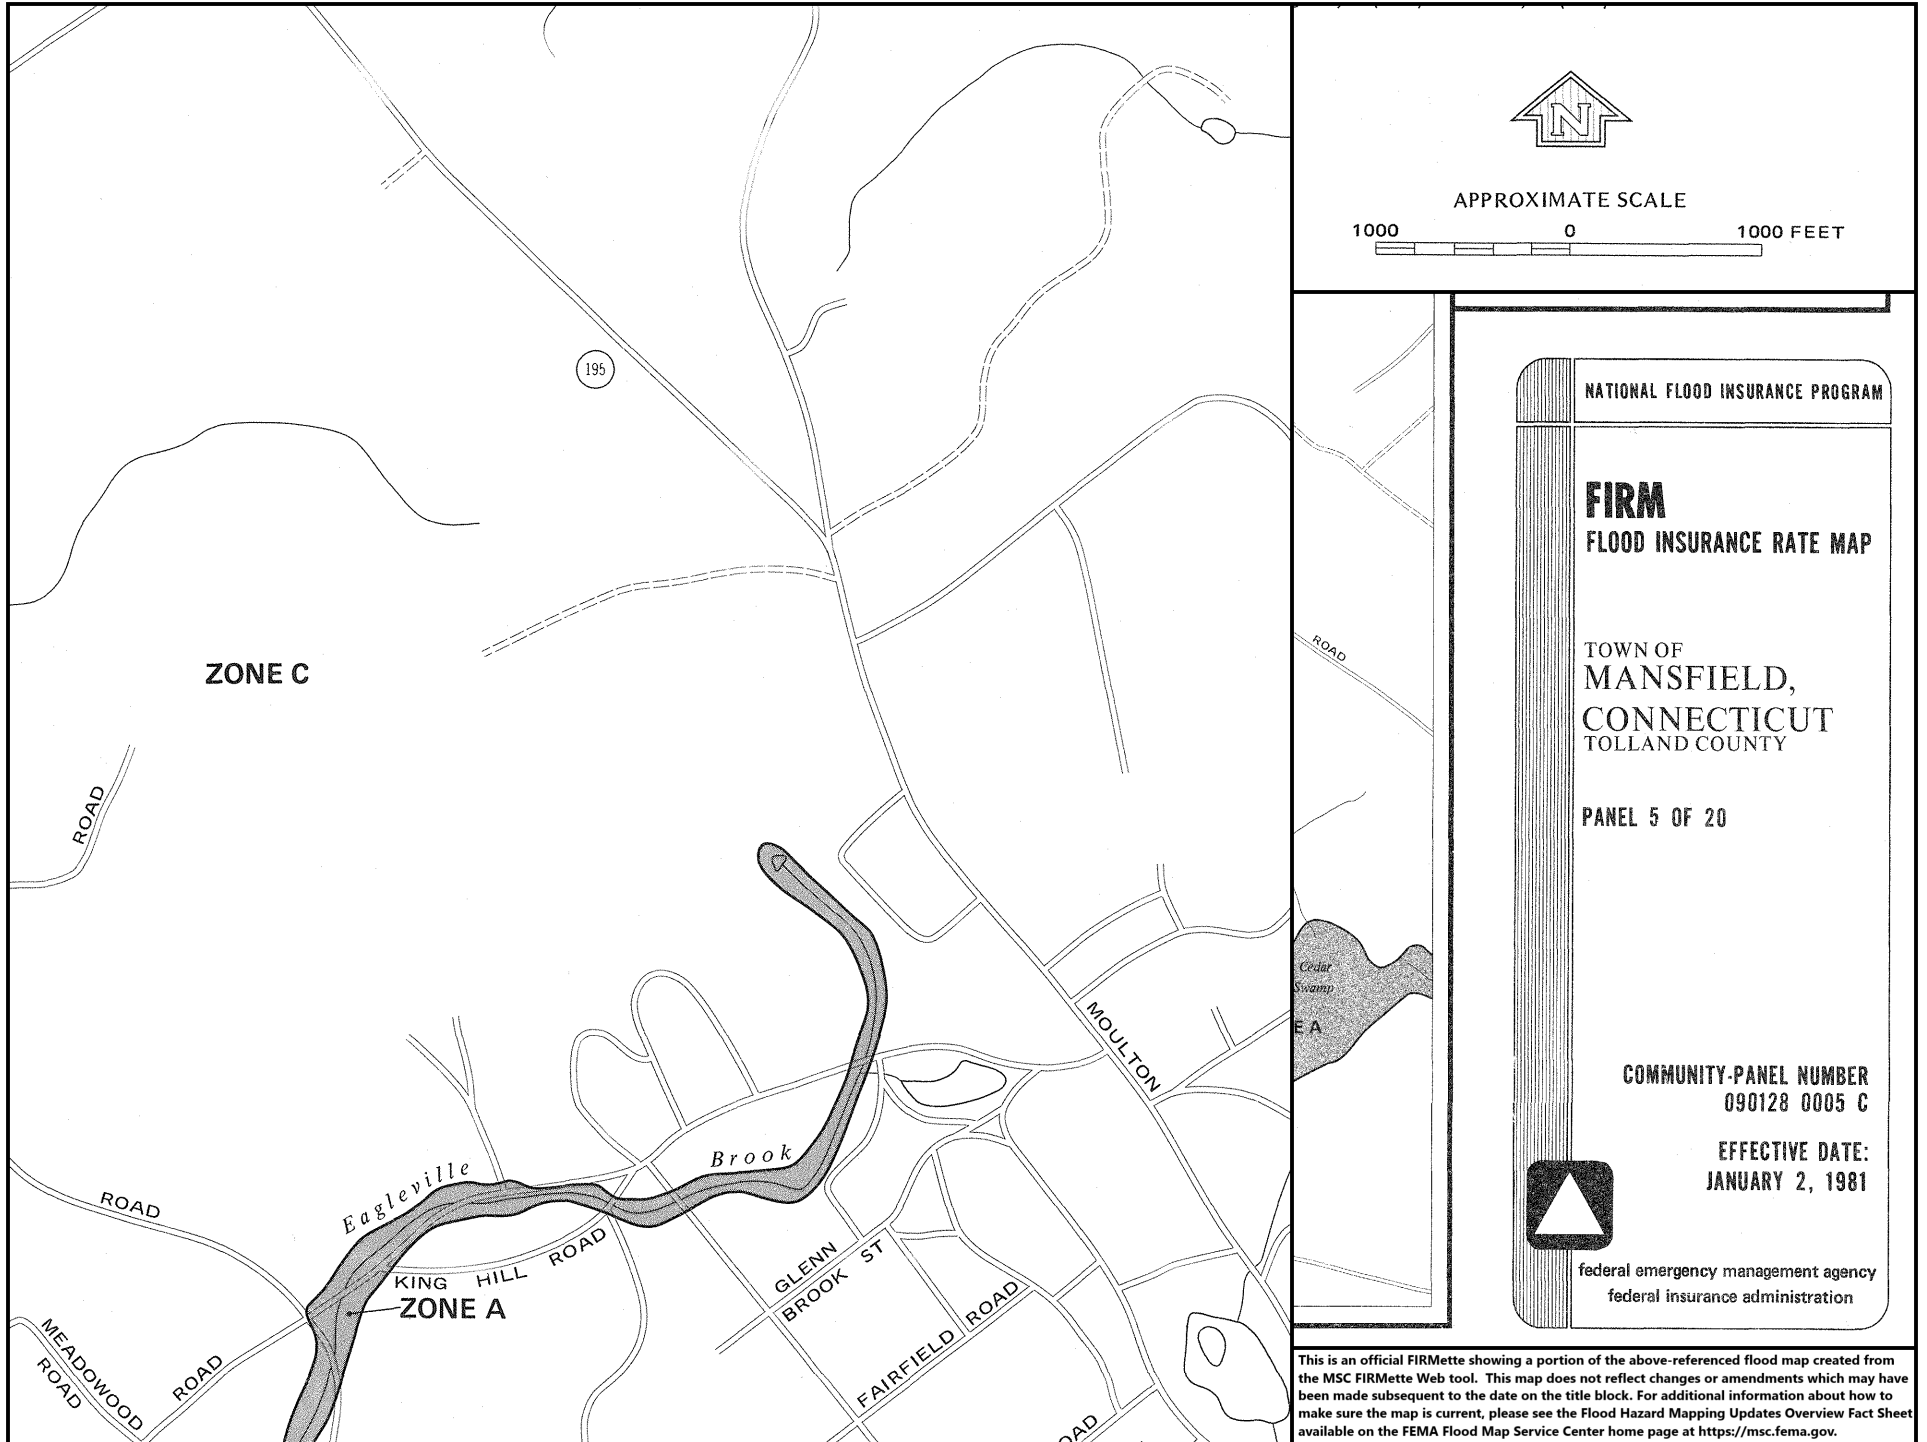 195
ZONE C
ROAD
ROAD
MOULTON
Eagleville
Brook
KING HILL ROAD
ZONE A
GLENN
BROOK ST
FAIRFIELD ROAD
MEADOWOOD
ROAD
ROAD
OAD
N
APPROXIMATE SCALE
1000 0 1000 FEET
ROAD
Cedar
Swamp
E A
NATIONAL FLOOD INSURANCE PROGRAM
FIRM
FLOOD INSURANCE RATE MAP
TOWN OF
MANSFIELD,
CONNECTICUT
TOLLAND COUNTY
PANEL 5 OF 20
COMMUNITY-PANEL NUMBER
090128 0005 C
EFFECTIVE DATE:
JANUARY 2, 1981
federal emergency management agency
federal insurance administration
This is an official FIRMette showing a portion of the above-referenced flood map created from
the MSC FIRMette Web tool. This map does not reflect changes or amendments which may have
been made subsequent to the date on the title block. For additional information about how to
make sure the map is current, please see the Flood Hazard Mapping Updates Overview Fact Sheet
available on the FEMA Flood Map Service Center home page at https://msc.fema.gov.